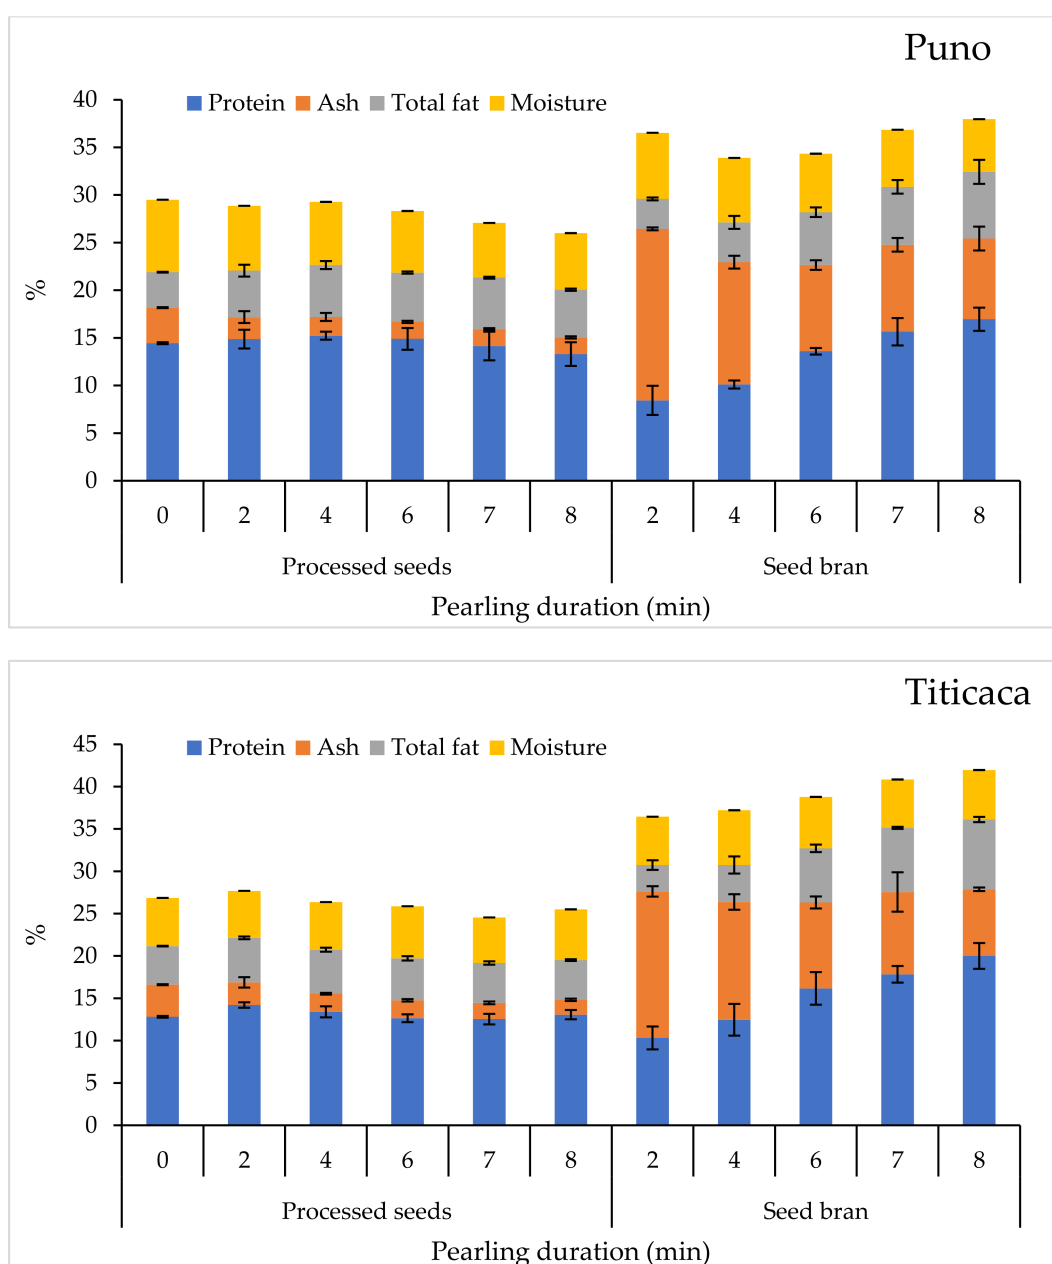 Puno
40
Protein Ash Total fat Moisture
35
30
25
%
20
15
10
5
0
0 2 4 6 7 8 2 4 6 7 8
Processed seeds Seed bran
Pearling duration (min)
Titicaca
45
Protein Ash Total fat Moisture
40
35
30
25
%
20
15
10
5
0
0 2 4 6 7 8 2 4 6 7 8
Processed seeds Seed bran
Pearling duration (min)